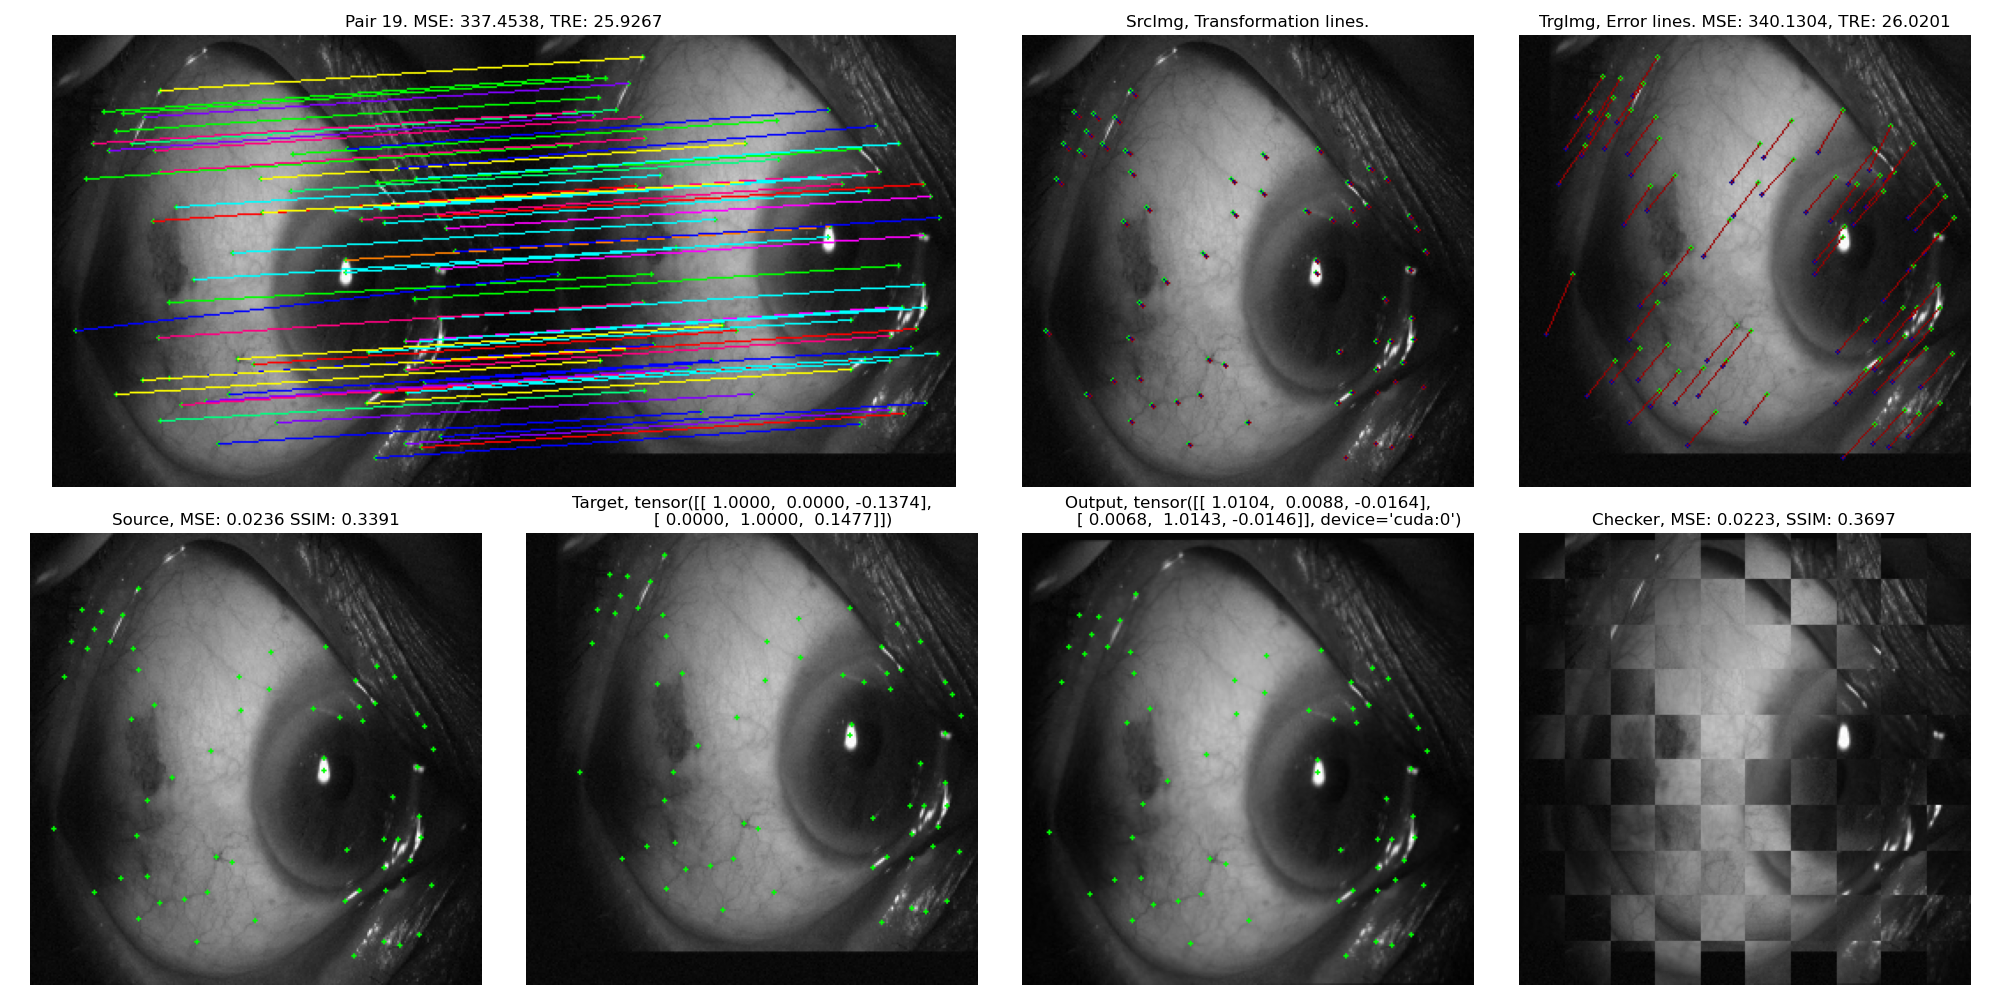 Pair 19. MSE: 337.4538, TRE: 25.9267
SrcImg, Transformation lines.
TrgImg, Error lines. MSE: 340.1304, TRE: 26.0201
Source, MSE: 0.0236 SSIM: 0.3391
Target, tensor([[ 1.0000,  0.0000, -0.1374],
[ 0.0000,  1.0000,  0.1477]])
Output, tensor([[ 1.0104,  0.0088, -0.0164],
[ 0.0068,  1.0143, -0.0146]], device='cuda:0')
Checker, MSE: 0.0223, SSIM: 0.3697